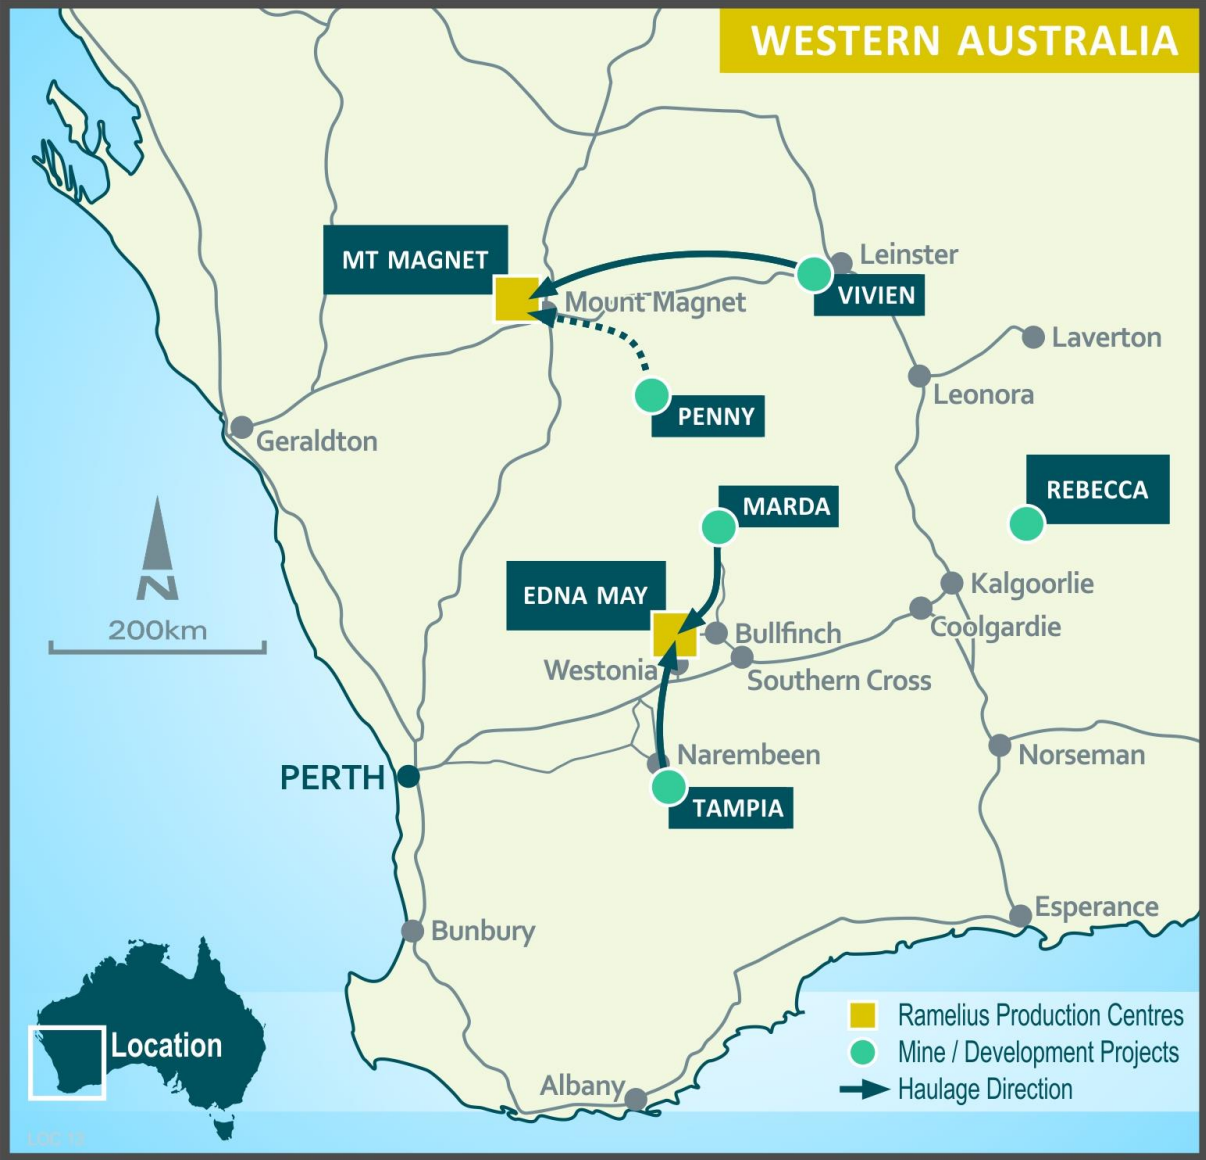 WESTERN AUSTRALIA
MT MAGNET
Leinster
VIVIEN
Mount Magnet
Laverton
Leonora
PENNY
Geraldton
REBECCA
MARDA
EDNA MAY
Kalgoorlie
Coolgardie
N
200km
Bullfinch
Westonia
Southern Cross
Narembeen
Norseman
PERTH
TAMPIA
Esperance
Bunbury
Location
Ramelius Production Centres
Mine / Development Projects
Haulage Direction
Albany